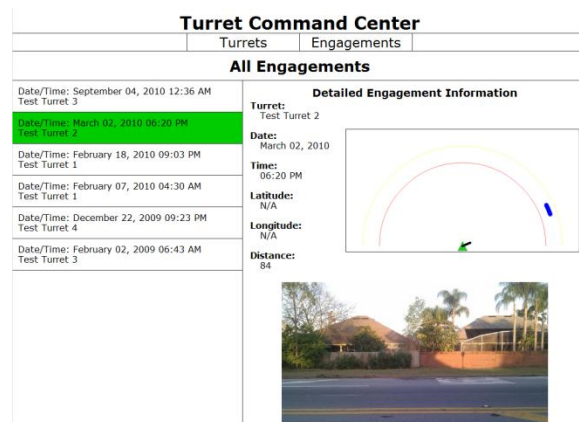 Turret Command Center
Turrets Engagements
All Engagements
Date/Time: September 04, 2010 12:36 AM
Test Turret 3
Date/Time: March 02, 2010 06:20 PM
Test Turret 2
Date/Time: February 18, 2010 09:03 PM
Test Turret 1
Date/Time: February 07, 2010 04:30 AM
Test Turret 1
Date/Time: December 22, 2009 09:23 PM
Test Turret 4
Date/Time: February 02, 2009 06:43 AM
Test Turret 3
Detailed Engagement Information
Turret:
Test Turret 2
Date:
March 02, 2010
Time:
06:20 PM
Latitude:
N/A
Longitude:
N/A
Distance:
84